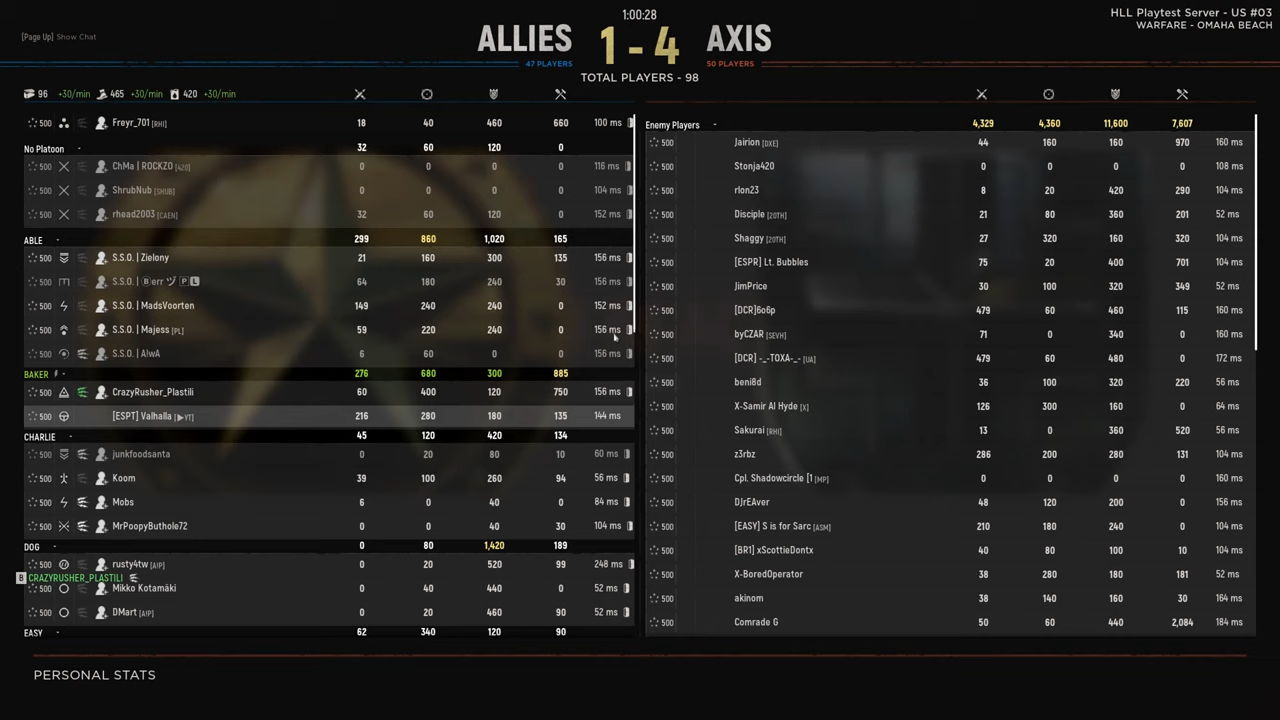 1:00:28
HLL Playtest Server - US #03
WARFARE - OMAHA BEACH
[Page Up] Show Chat
ALLIES 1 - 4 AXIS
47 PLAYERS 50 PLAYERS
TOTAL PLAYERS - 98
96 +30/min 465 +30/min 420 +30/min
500 Freyr_701 [RHI] 18 40 460 660 100 ms
No Platoon - 32 60 120 0
500 ChMa | ROCKZO [420] 0 0 0 0 116 ms
500 ShrubNub [SHUB] 0 0 0 0 104 ms
500 rhead2003 [CAEN] 32 60 120 0 152 ms
ABLE - 299 860 1,020 165
500 S.S.O. | Zielony 21 160 300 135 156 ms
500 S.S.O. | Ⓑerr ヅ 🄿🅻 64 180 240 30 156 ms
500 S.S.O. | MadsVoorten 149 240 240 0 152 ms
500 S.S.O. | Majess [PL] 59 220 240 0 156 ms
500 S.S.O. | A!wA 6 60 0 0 156 ms
BAKER - 276 680 300 885
500 CrazyRusher_Plastili 60 400 120 750 156 ms
500 [ESPT] Valhalla [▶YT] 216 280 180 135 144 ms
CHARLIE - 45 120 420 134
500 junkfoodsanta 0 20 80 10 60 ms
500 Koom 39 100 260 94 56 ms
500 Mobs 6 0 40 0 84 ms
500 MrPoopyButhole72 0 0 40 30 104 ms
DOG - 0 80 1,420 189
500 rusty4tw [A!P] 0 20 520 99 248 ms
B CRAZYRUSHER_PLASTILI
500 Mikko Kotamäki 0 40 440 0 52 ms
500 DMart [A!P] 0 20 460 90 52 ms
EASY - 62 340 120 90
Enemy Players - 4,329 4,360 11,600 7,607
500 Jairion [DXE] 44 160 160 970 160 ms
500 Stonja420 0 0 0 0 108 ms
500 rlon23 8 20 420 290 104 ms
500 Disciple [20TH] 21 80 360 201 52 ms
500 Shaggy [20TH] 27 320 160 320 104 ms
500 [ESPR] Lt. Bubbles 75 20 400 701 104 ms
500 JimPrice 30 100 320 349 52 ms
500 [DCR]6o6p 479 60 460 115 160 ms
500 byCZAR [SEVH] 71 0 340 0 160 ms
500 [DCR] -_-TOXA-_- [UA] 479 60 480 0 172 ms
500 beni8d 36 100 320 220 56 ms
500 X-Samir Al Hyde [X] 126 300 160 0 64 ms
500 Sakurai [RHI] 13 0 360 520 56 ms
500 z3rbz 286 200 280 131 104 ms
500 Cpl. Shadowcircle [1 [MP] 0 0 0 0 160 ms
500 DJrEAver 48 120 200 0 156 ms
500 [EASY] S is for Sarc [ASM] 210 180 240 0 104 ms
500 [BR1] xScottieDontx 40 80 100 10 104 ms
500 X-BoredOperator 38 280 180 181 52 ms
500 akinom 38 140 160 30 164 ms
500 Comrade G 50 60 440 2,084 184 ms
PERSONAL STATS